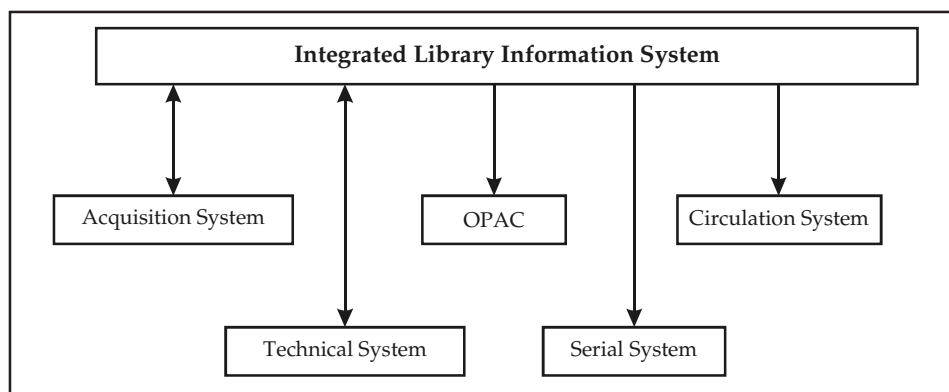 Integrated Library Information System
Acquisition System
OPAC
Circulation System
Technical System
Serial System